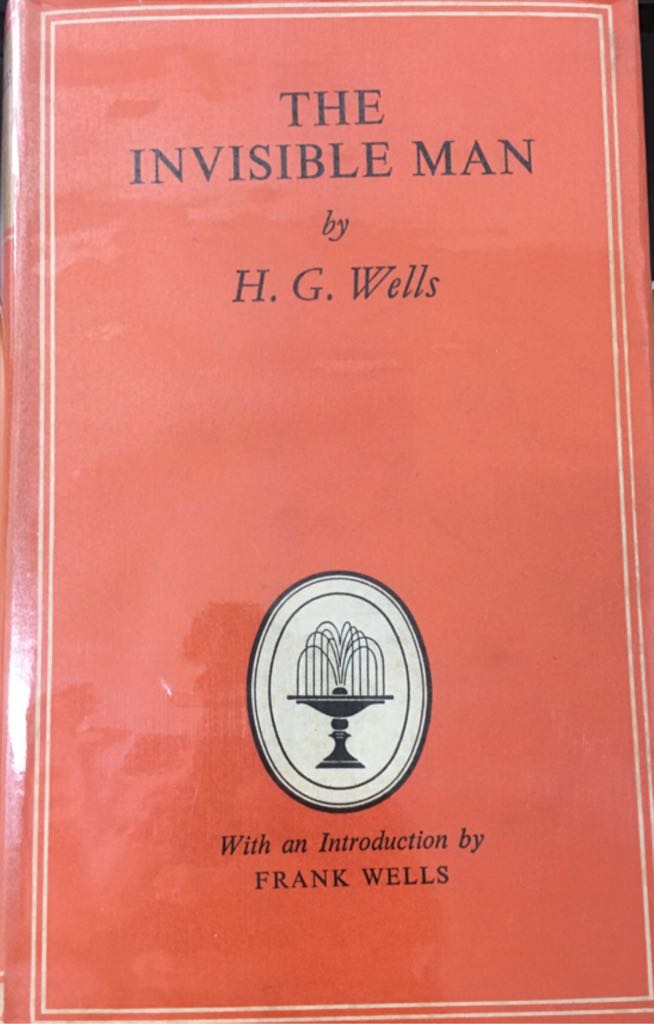 THE
INVISIBLE MAN
by
H. G. Wells
With an Introduction by
FRANK WELLS